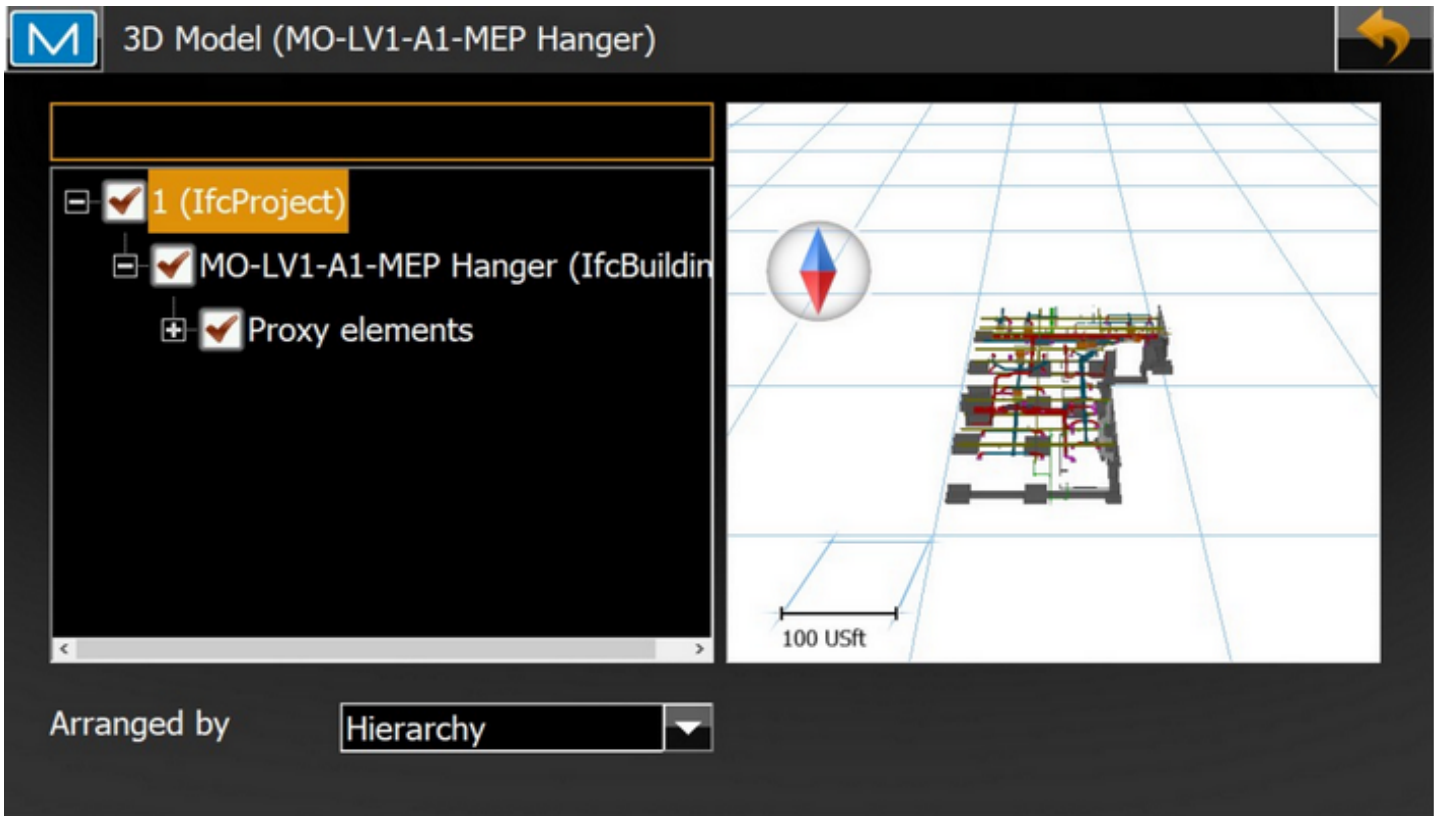 M 3D Model (MO-LV1-A1-MEP Hanger)
1 (IfcProject)
MO-LV1-A1-MEP Hanger (IfcBuildin
Proxy elements
100 USft
Arranged by Hierarchy